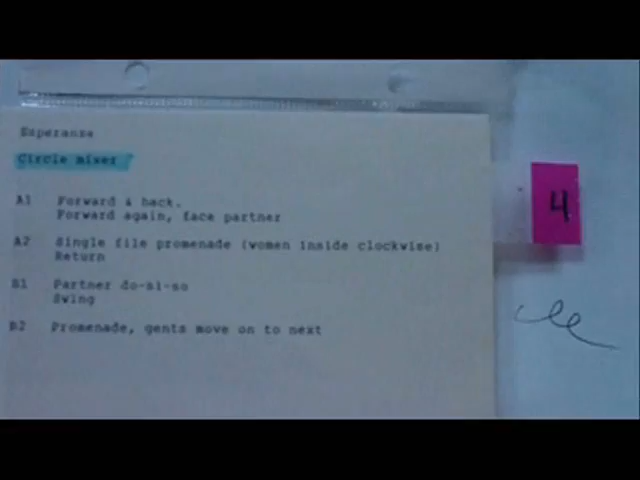 Esperanza
Circle mixer
A1 Forward & back.
Forward again, face partner
A2 Single file promenade (women inside clockwise)
Return
B1 Partner do-si-so
Swing
B2 Promenade, gents move on to next
4